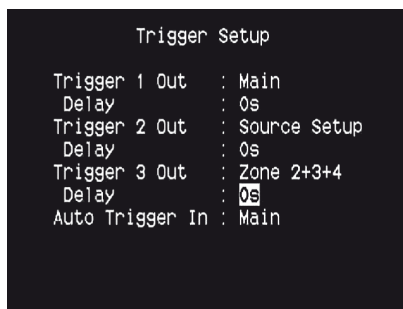 Trigger Setup
Trigger 1 Out : Main
Delay : 0s
Trigger 2 Out : Source Setup
Delay : 0s
Trigger 3 Out : Zone 2+3+4
Delay : 0s
Auto Trigger In : Main